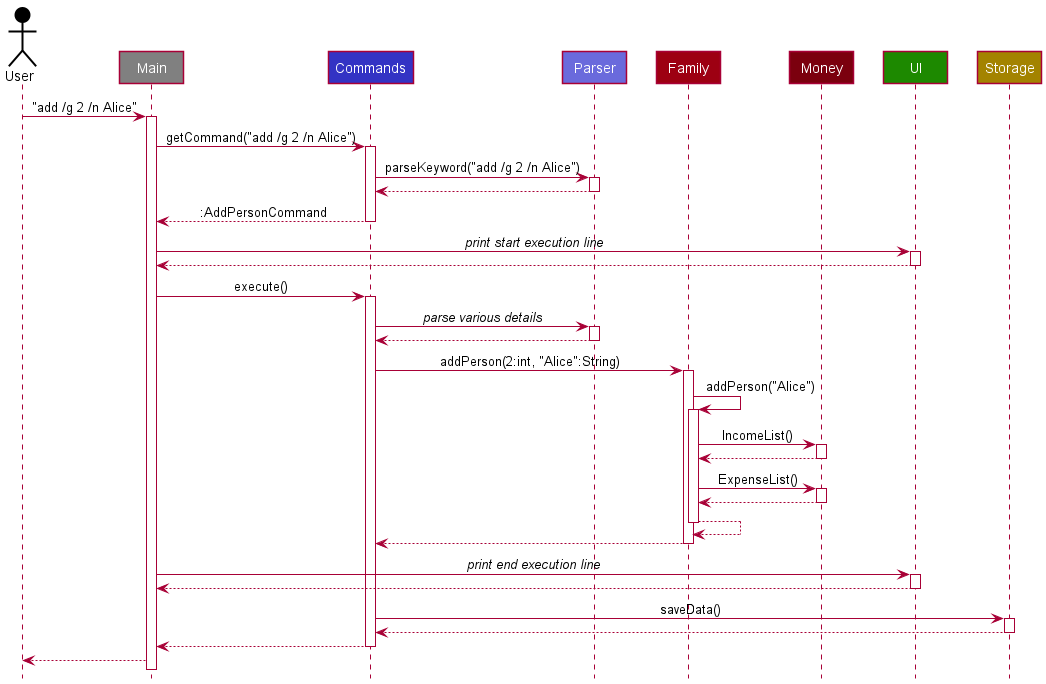 User
Main
Commands
Parser
Family
Money
UI
Storage
"add /g 2 /n Alice"
getCommand("add /g 2 /n Alice")
parseKeyword("add /g 2 /n Alice")
:AddPersonCommand
print start execution line
execute()
parse various details
addPerson(2:int, "Alice":String)
addPerson("Alice")
IncomeList()
ExpenseList()
print end execution line
saveData()